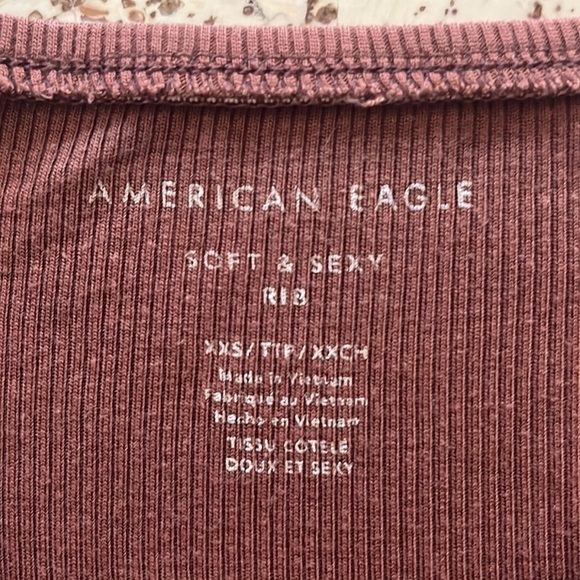 AMERICAN EAGLE
SOFT & SEXY
RIB
XXS/TTP/XXCH
Made in Vietnam
Fabriqué au Vietnam
Hecho en Vietnam
TISSU COTELÉ
DOUX ET SEXY